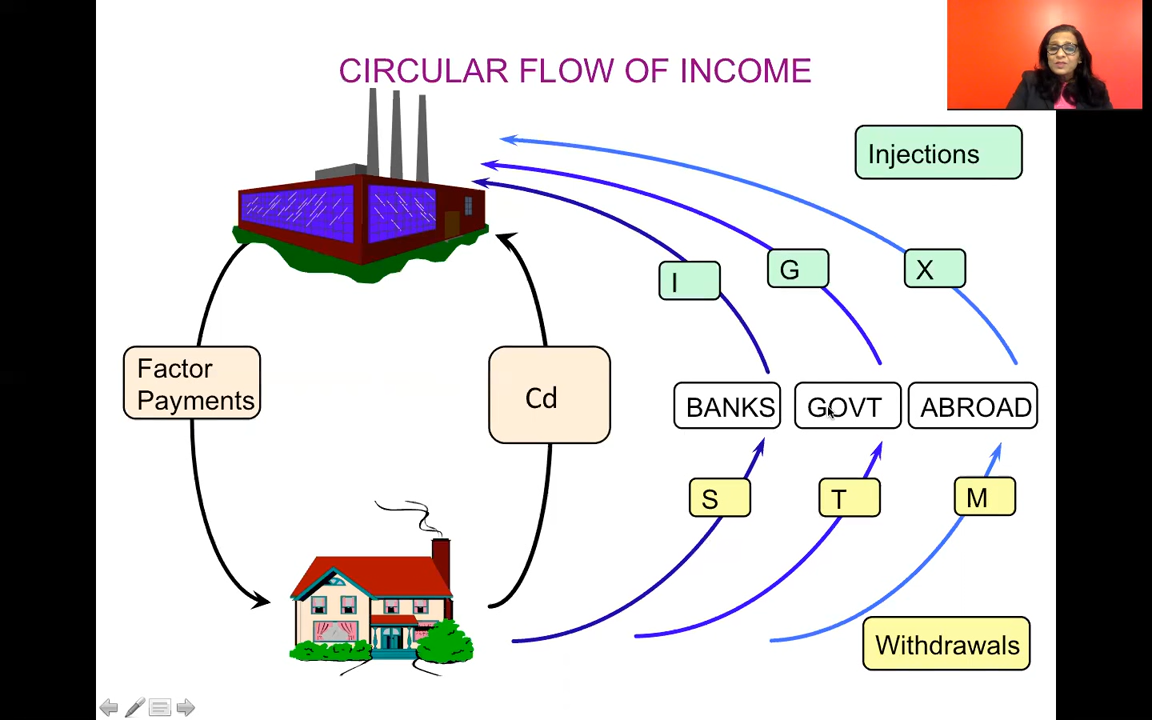 CIRCULAR FLOW OF INCOME
Injections
I
G
X
Factor
Payments
Cd
BANKS
GOVT
ABROAD
S
T
M
Withdrawals